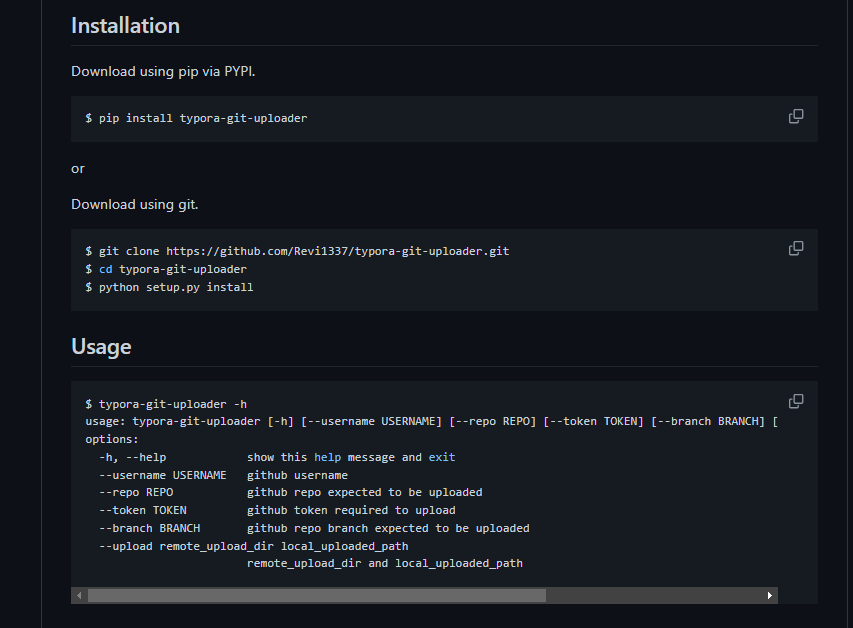 Installation
Download using pip via PYPI.
$ pip install typora-git-uploader
or
Download using git.
$ git clone https://github.com/Revi1337/typora-git-uploader.git
$ cd typora-git-uploader
$ python setup.py install
Usage
$ typora-git-uploader -h
usage: typora-git-uploader [-h] [--username USERNAME] [--repo REPO] [--token TOKEN] [--branch BRANCH] [
options:
-h, --help show this help message and exit
--username USERNAME github username
--repo REPO github repo expected to be uploaded
--token TOKEN github token required to upload
--branch BRANCH github repo branch expected to be uploaded
--upload remote_upload_dir local_uploaded_path
remote_upload_dir and local_uploaded_path